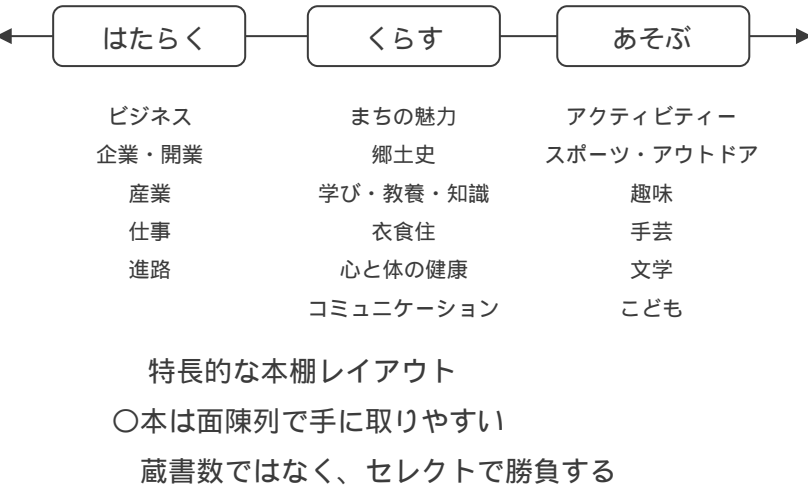 はたらく
くらす
あそぶ
ビジネス
企業・開業
産業
仕事
進路
まちの魅力
郷土史
学び・教養・知識
衣食住
心と体の健康
コミュニケーション
アクティビティー
スポーツ・アウトドア
趣味
手芸
文学
こども
特長的な本棚レイアウト
〇本は面陳列で手に取りやすい
蔵書数ではなく、セレクトで勝負する